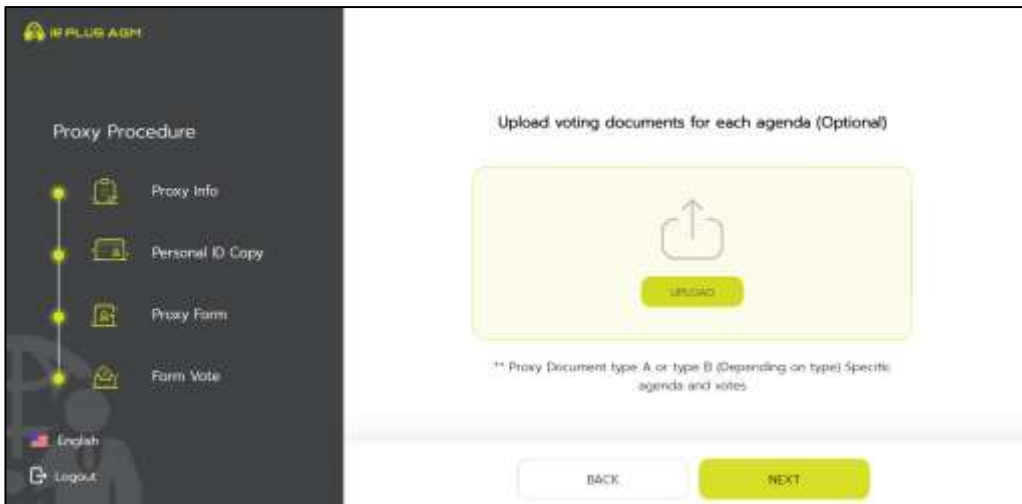 IR PLUS AGM
Proxy Procedure
Proxy Info
Personal ID Copy
Proxy Form
Form Vote
English
Logout
Upload voting documents for each agenda (Optional)
UPLOAD
** Proxy Document type A or type B (Depending on type) Specific
agenda and votes
BACK
NEXT